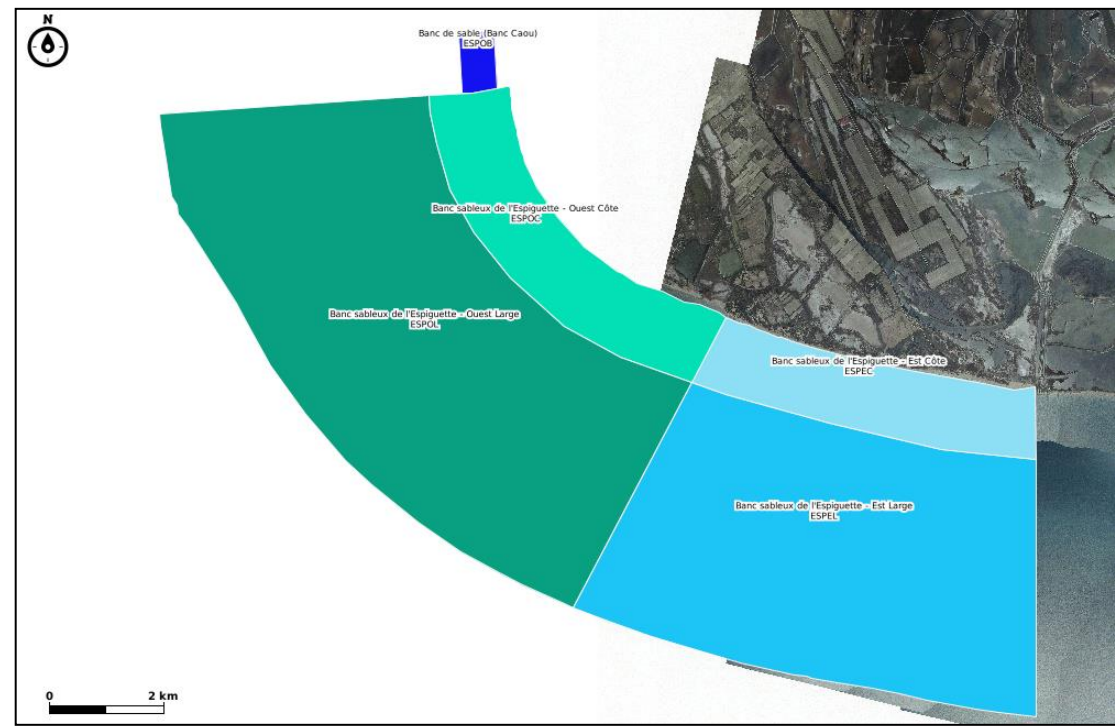 N
Banc de sable (Banc Caou)
ESPOB
Banc sableux de l'Espiguette - Ouest Côte
ESPOC
Banc sableux de l'Espiguette - Ouest Large
ESPOL
Banc sableux de l'Espiguette - Est Côte
ESPEC
Banc sableux de l'Espiguette - Est Large
ESPEL
0 2 km